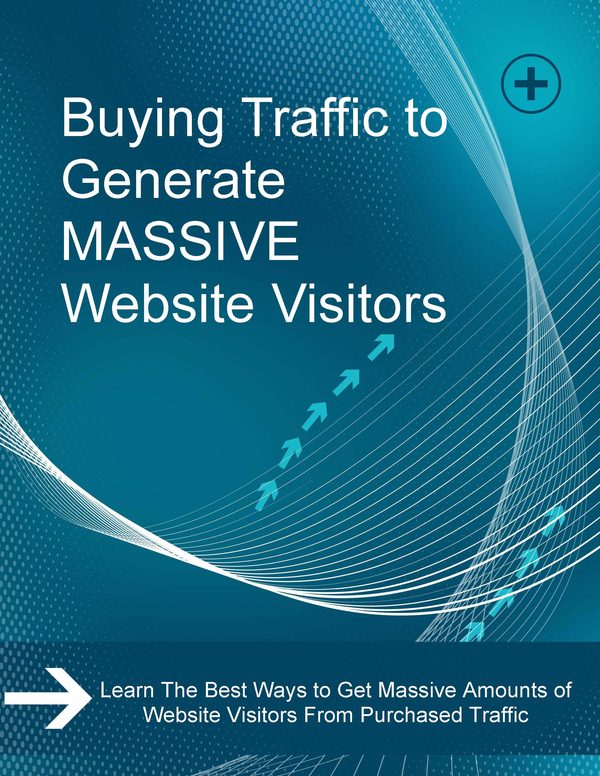 Buying Traffic to
Generate
MASSIVE
Website Visitors
Learn The Best Ways to Get Massive Amounts of
Website Visitors From Purchased Traffic